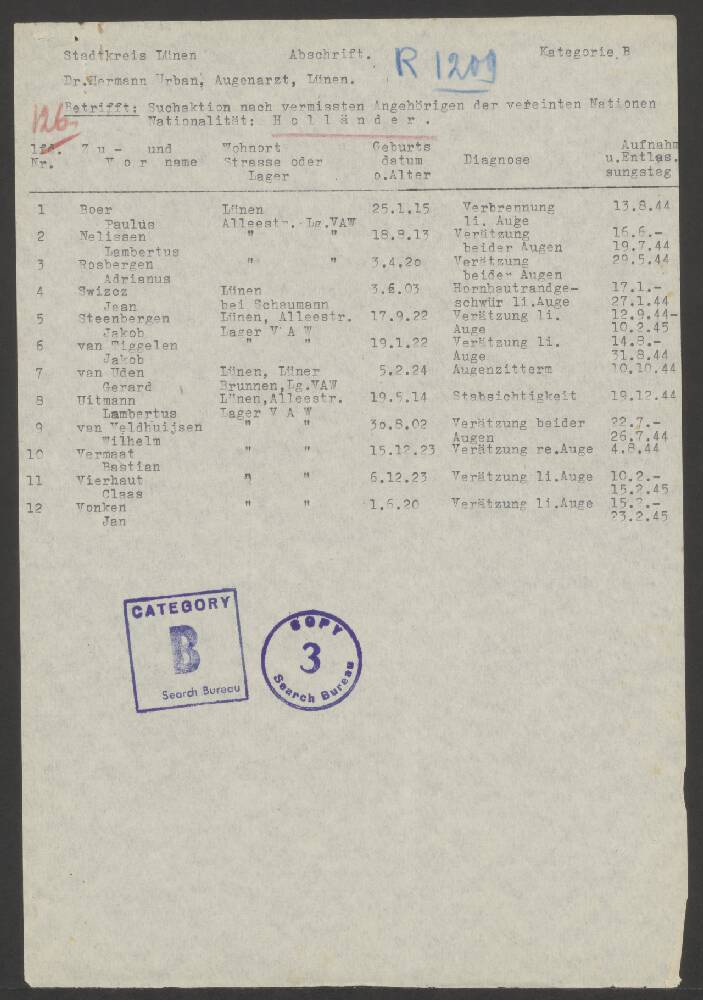 Stadtkreis Lünen Abschrift. R 1209 Kategorie B
Dr.Hermann Urban, Augenarzt, Lünen.
126 Betrifft: Suchaktion nach vermissten Angehörigen der vereinten Nationen
Nationalität: H o l l ä n d e r .
lfd. Z u - und Wohnort Geburts Aufnahm
Nr. V o r name Strasse oder datum Diagnose u.Entlas.
Lager o.Alter sungsteg
1 Boer Lünen 25.1.15 Verbrennung 13.8.44
Paulus Alleestr.-Lg.VAW li. Auge
2 Nelissen " " 18.9.13 Verätzung 16.6.-
Lambertus beider Augen 19.7.44
3 Rosbergen " " 3.4.20 Verätzung 29.5.44
Adrianus beider Augen
4 Swizoz Lünen 3.6.03 Hornhautrandge- 17.1.-
Jean bei Schaumann schwür li.Auge 27.1.44
5 Steenbergen Lünen, Alleestr. 17.9.22 Verätzung li. 12.9.44-
Jakob Lager V A W Auge 10.2.45
6 van Tiggelen " " 19.1.22 Verätzung li. 14.8.-
Jakob Auge 31.8.44
7 van Uden Lünen, Lüner 5.2.24 Augenzitterm 10.10.44
Gerard Brunnen,Lg.VAW
8 Uitmann Lünen,Alleestr. 19.5.14 Stabsichtigkeit 19.12.44
Lambertus Lager V A W
9 van Veldhuijsen " " 30.8.02 Verätzung beider 22.7.-
Wilhelm Augen 26.7.44
10 Vermaat " " 15.12.23 Verätzung re.Auge 4.8.44
Bastian
11 Vierhaut " " 6.12.23 Verätzung li.Auge 10.2.-
Claas 15.2.45
12 Vonken " " 1.6.20 Verätzung li.Auge 15.2.-
Jan 23.2.45
CATEGORY
B
Search Bureau
COPY
3
Search Bureau